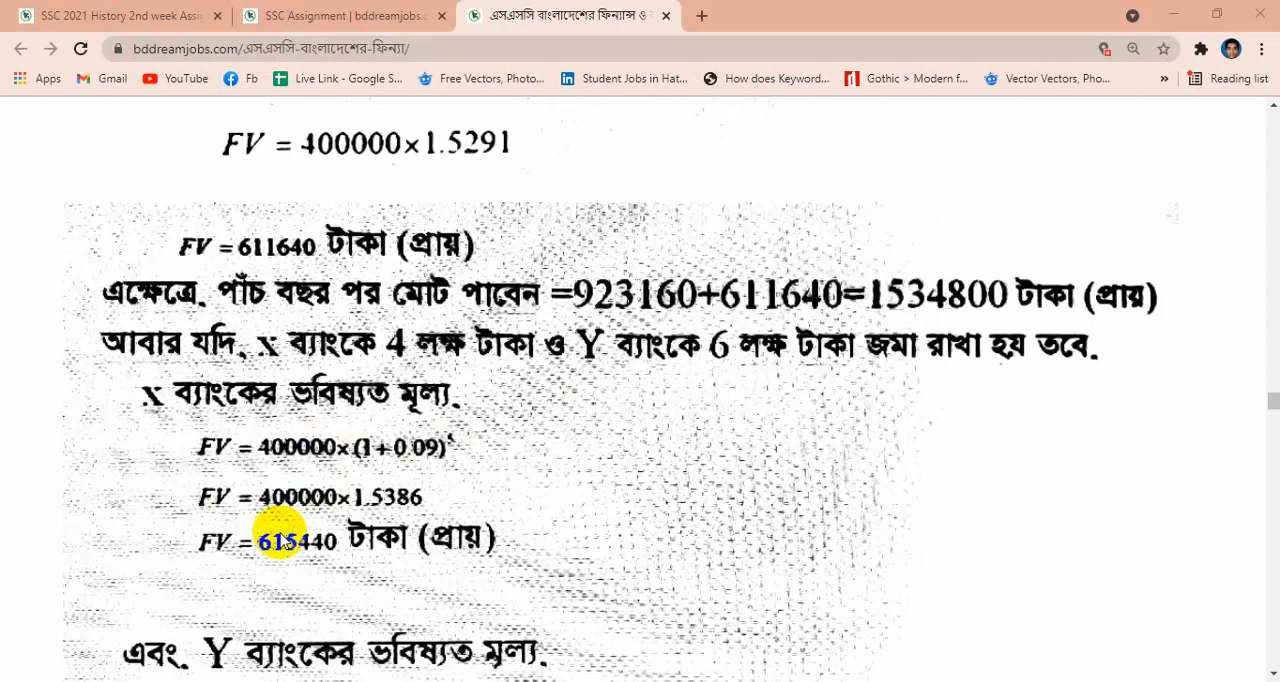 SSC 2021 History 2nd week Assig
SSC Assignment | bddreamjobs.c
এসএসসি বাংলাদেশের ফিন্যান্স ও ব
bddreamjobs.com/এসএসসি-বাংলাদেশের-ফিন্যা/
Apps Gmail YouTube Fb Live Link - Google S... Free Vectors, Photo... Student Jobs in Hat... How does Keyword... Gothic > Modern f... Vector Vectors, Pho... » Reading list
FV = 400000×1.5291
FV = 611640 টাকা (প্রায়)
এক্ষেত্রে, পাঁচ বছর পর মোট পাবেন =923160+611640=1534800 টাকা (প্রায়)
আবার যদি, x ব্যাংকে 4 লক্ষ টাকা ও Y ব্যাংকে 6 লক্ষ টাকা জমা রাখা হয় তবে,
x ব্যাংকের ভবিষ্যত মূল্য,
FV = 400000×(1+0.09)⁵
FV = 400000×1.5386
FV = 615440 টাকা (প্রায়)
এবং, Y ব্যাংকের ভবিষ্যত মূল্য,